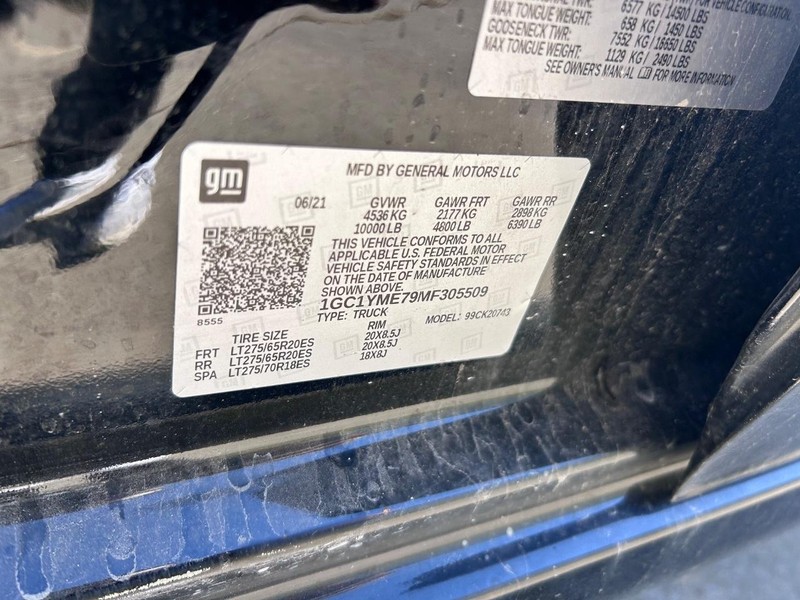 TWR:
6577 KG / 14500 LBS
MAX TONGUE WEIGHT: 658 KG / 1450 LBS
GOOSENECK TWR: 7552 KG / 16650 LBS
MAX TONGUE WEIGHT: 1129 KG / 2490 LBS
SEE OWNER'S MANUAL FOR MORE INFORMATION
gm
MFD BY GENERAL MOTORS LLC
06/21 GVWR GAWR FRT GAWR RR
4536 KG 2177 KG 2898 KG
10000 LB 4800 LB 6390 LB
THIS VEHICLE CONFORMS TO ALL
APPLICABLE U.S. FEDERAL MOTOR
VEHICLE SAFETY STANDARDS IN EFFECT
ON THE DATE OF MANUFACTURE
SHOWN ABOVE.
1GC1YME79MF305509
8555
TYPE: TRUCK MODEL: 99CK20743
TIRE SIZE RIM
FRT LT275/65R20ES 20X8.5J
RR LT275/65R20ES 20X8.5J
SPA LT275/70R18ES 18X8J